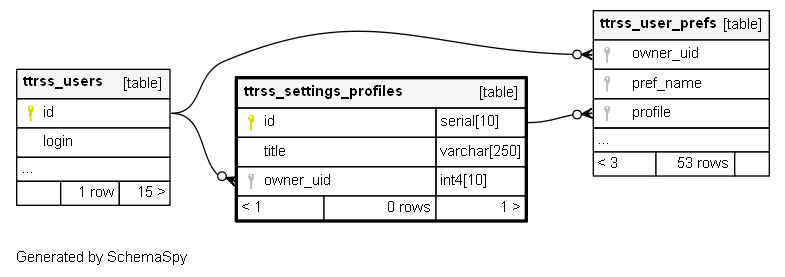 ttrss_users [table]
id
login
...
1 row 15 >
ttrss_settings_profiles [table]
id serial[10]
title varchar[250]
owner_uid int4[10]
< 1 0 rows 1 >
ttrss_user_prefs [table]
owner_uid
pref_name
profile
...
< 3 53 rows
Generated by SchemaSpy